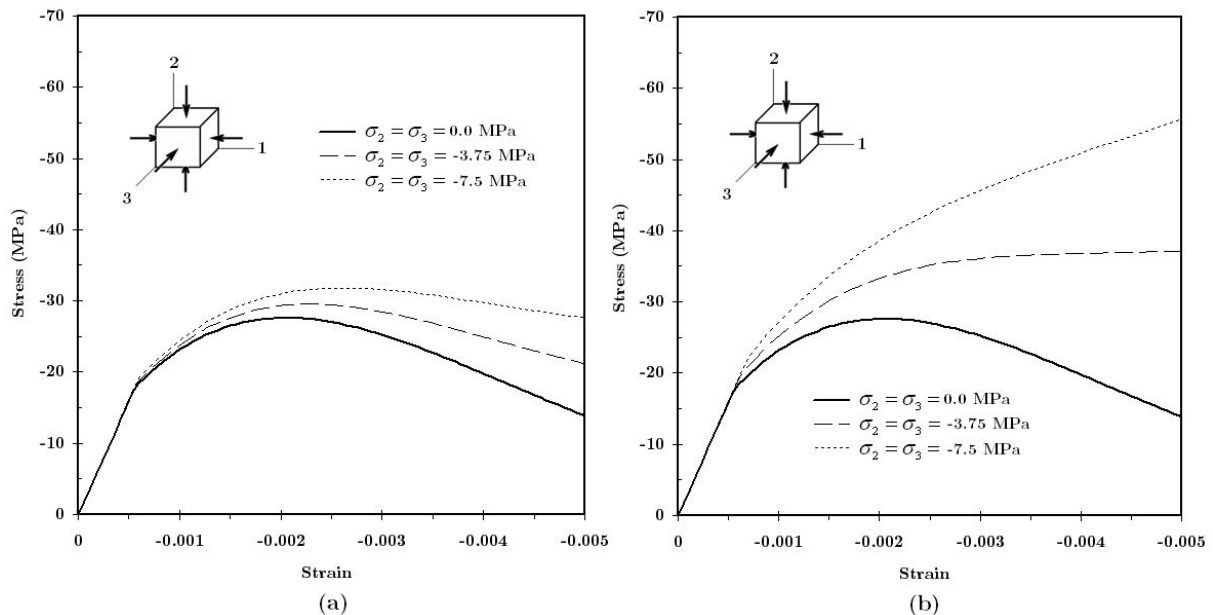 -70
-60
-50
-40
-30
-20
-10
0
Stress (MPa)
2
1
3
σ₂ = σ₃ = 0.0 MPa
σ₂ = σ₃ = -3.75 MPa
σ₂ = σ₃ = -7.5 MPa
0 -0.001 -0.002 -0.003 -0.004 -0.005
Strain
(a)
-70
-60
-50
-40
-30
-20
-10
0
Stress (MPa)
2
1
3
σ₂ = σ₃ = 0.0 MPa
σ₂ = σ₃ = -3.75 MPa
σ₂ = σ₃ = -7.5 MPa
0 -0.001 -0.002 -0.003 -0.004 -0.005
Strain
(b)